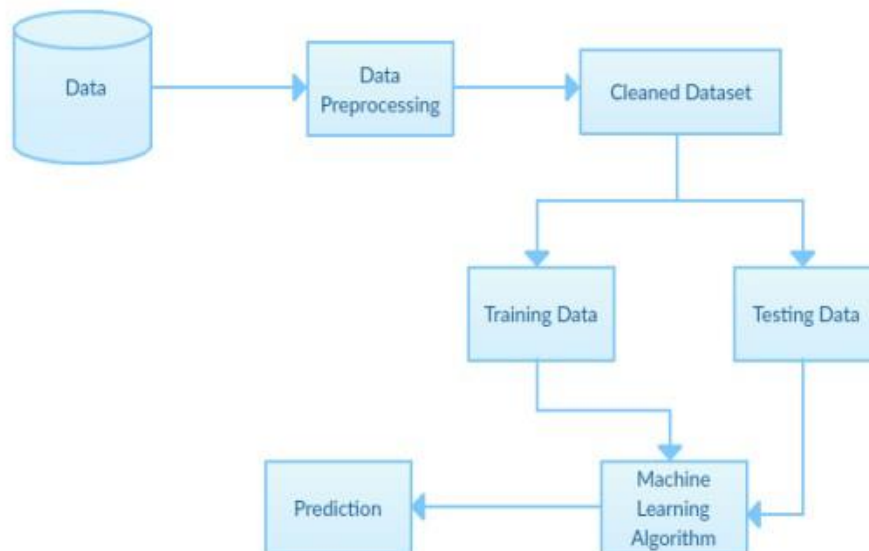 Data
Data
Preprocessing
Cleaned Dataset
Training Data
Testing Data
Prediction
Machine
Learning
Algorithm